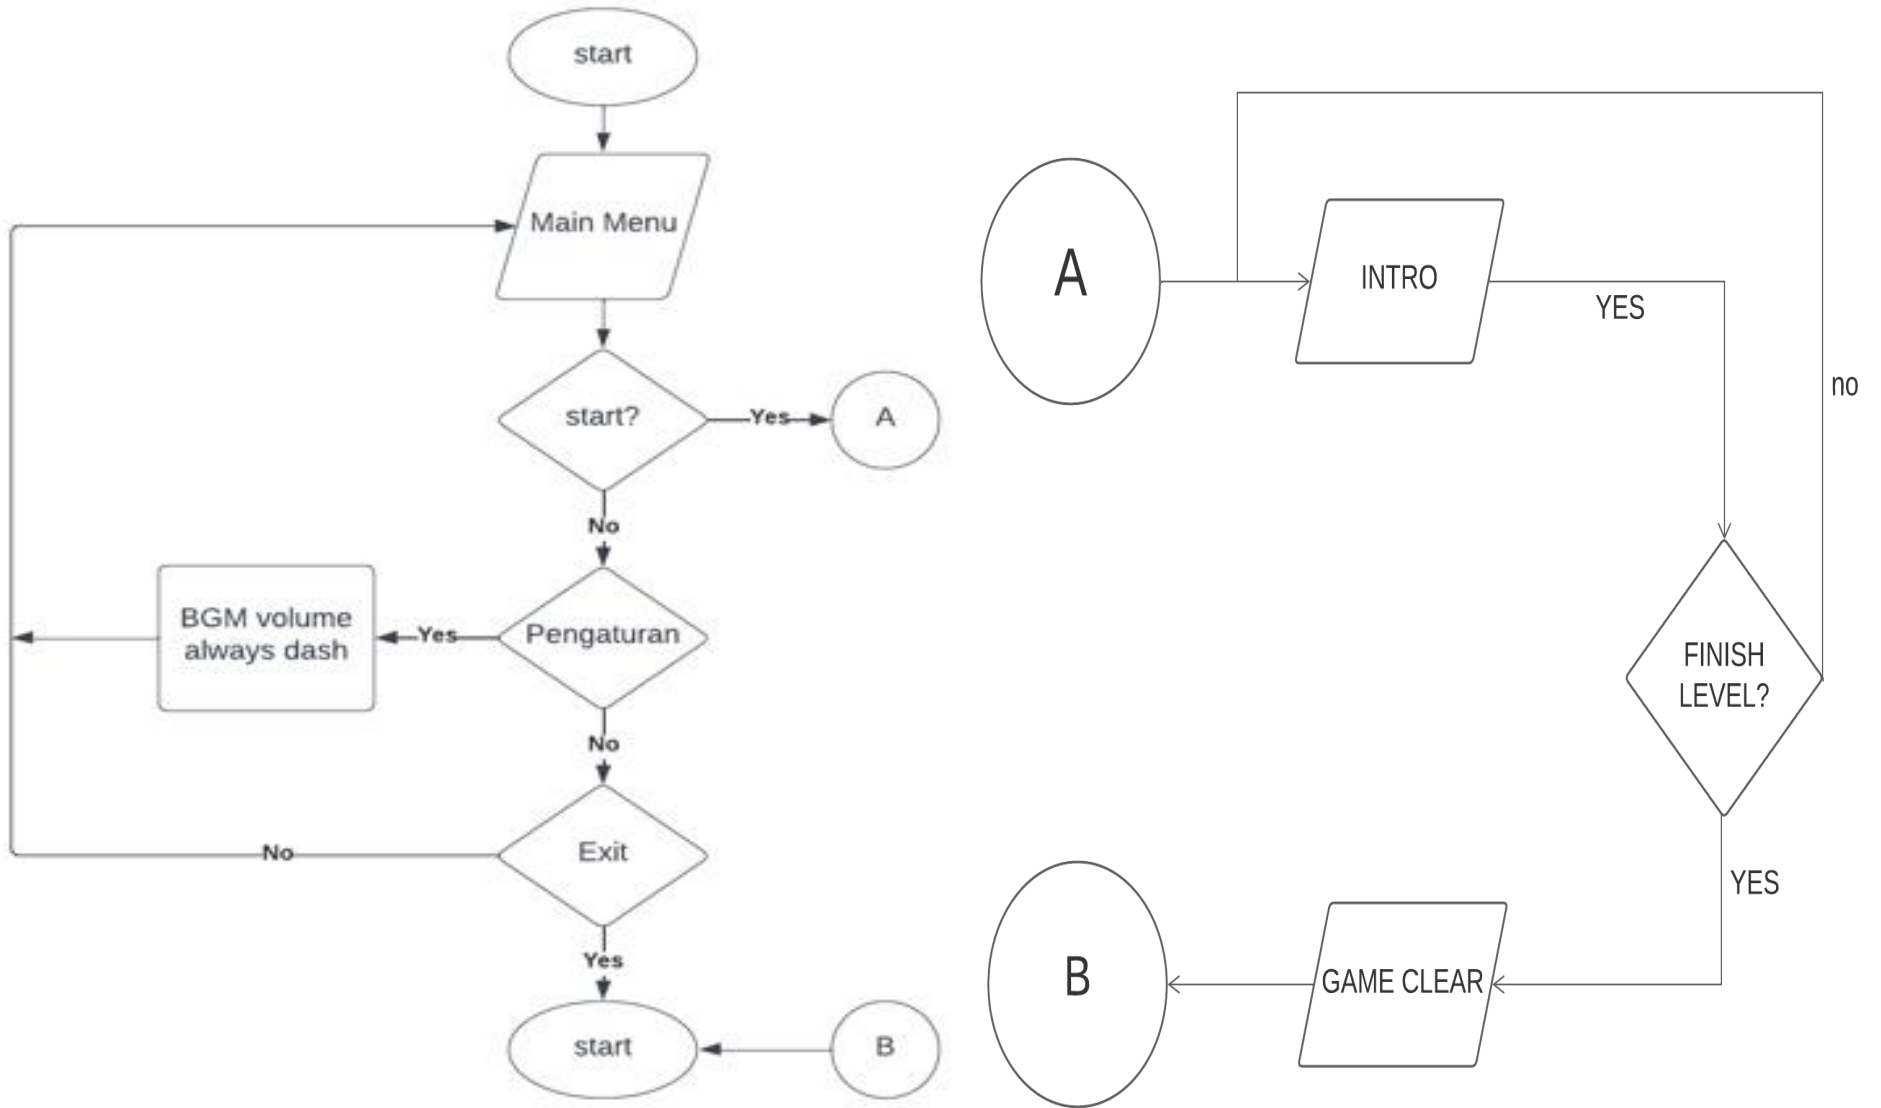 start
Main Menu
start?
Yes
A
No
Pengaturan
Yes
BGM volume
always dash
No
Exit
No
Yes
start
B
A
INTRO
YES
no
FINISH
LEVEL?
YES
GAME CLEAR
B